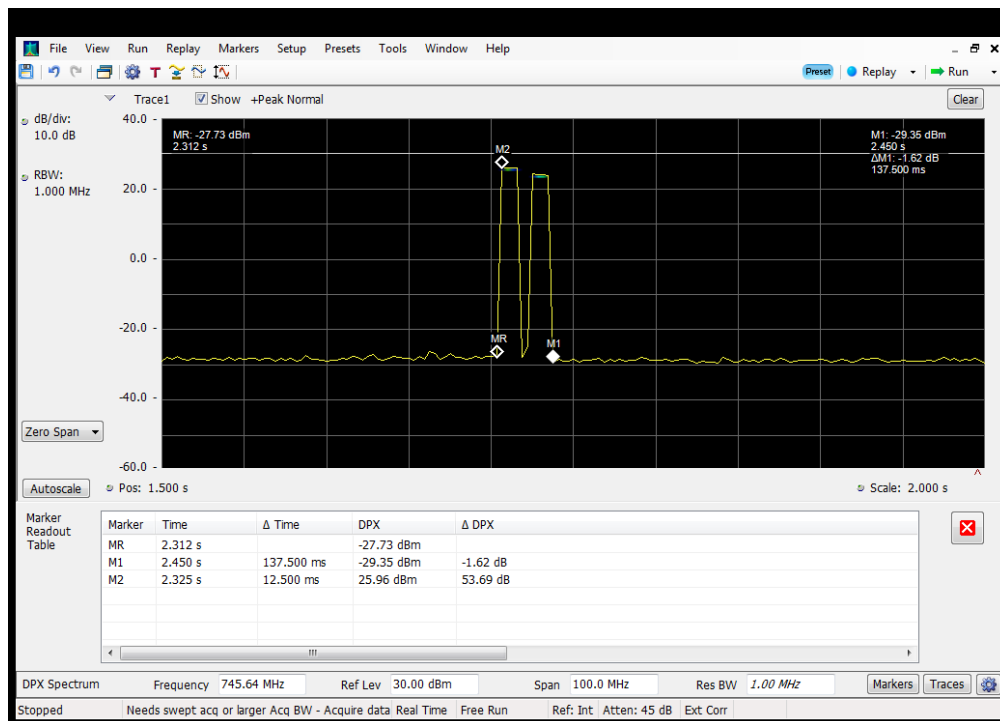 File View Run Replay Markers Setup Presets Tools Window Help
T Preset Replay Run
Trace1 Show +Peak Normal Clear
dB/div:
10.0 dB
RBW:
1.000 MHz
40.0
20.0
0.0
-20.0
-40.0
-60.0
MR: -27.73 dBm
2.312 s
M1: -29.35 dBm
2.450 s
ΔM1: -1.62 dB
137.500 ms
M2
MR
M1
Zero Span
Autoscale Pos: 1.500 s Scale: 2.000 s
Marker
Readout
Table
Marker Time Δ Time DPX Δ DPX
MR 2.312 s -27.73 dBm
M1 2.450 s 137.500 ms -29.35 dBm -1.62 dB
M2 2.325 s 12.500 ms 25.96 dBm 53.69 dB
DPX Spectrum Frequency 745.64 MHz Ref Lev 30.00 dBm Span 100.0 MHz Res BW 1.00 MHz Markers Traces
Stopped Needs swept acq or larger Acq BW - Acquire data Real Time Free Run Ref: Int Atten: 45 dB Ext Corr